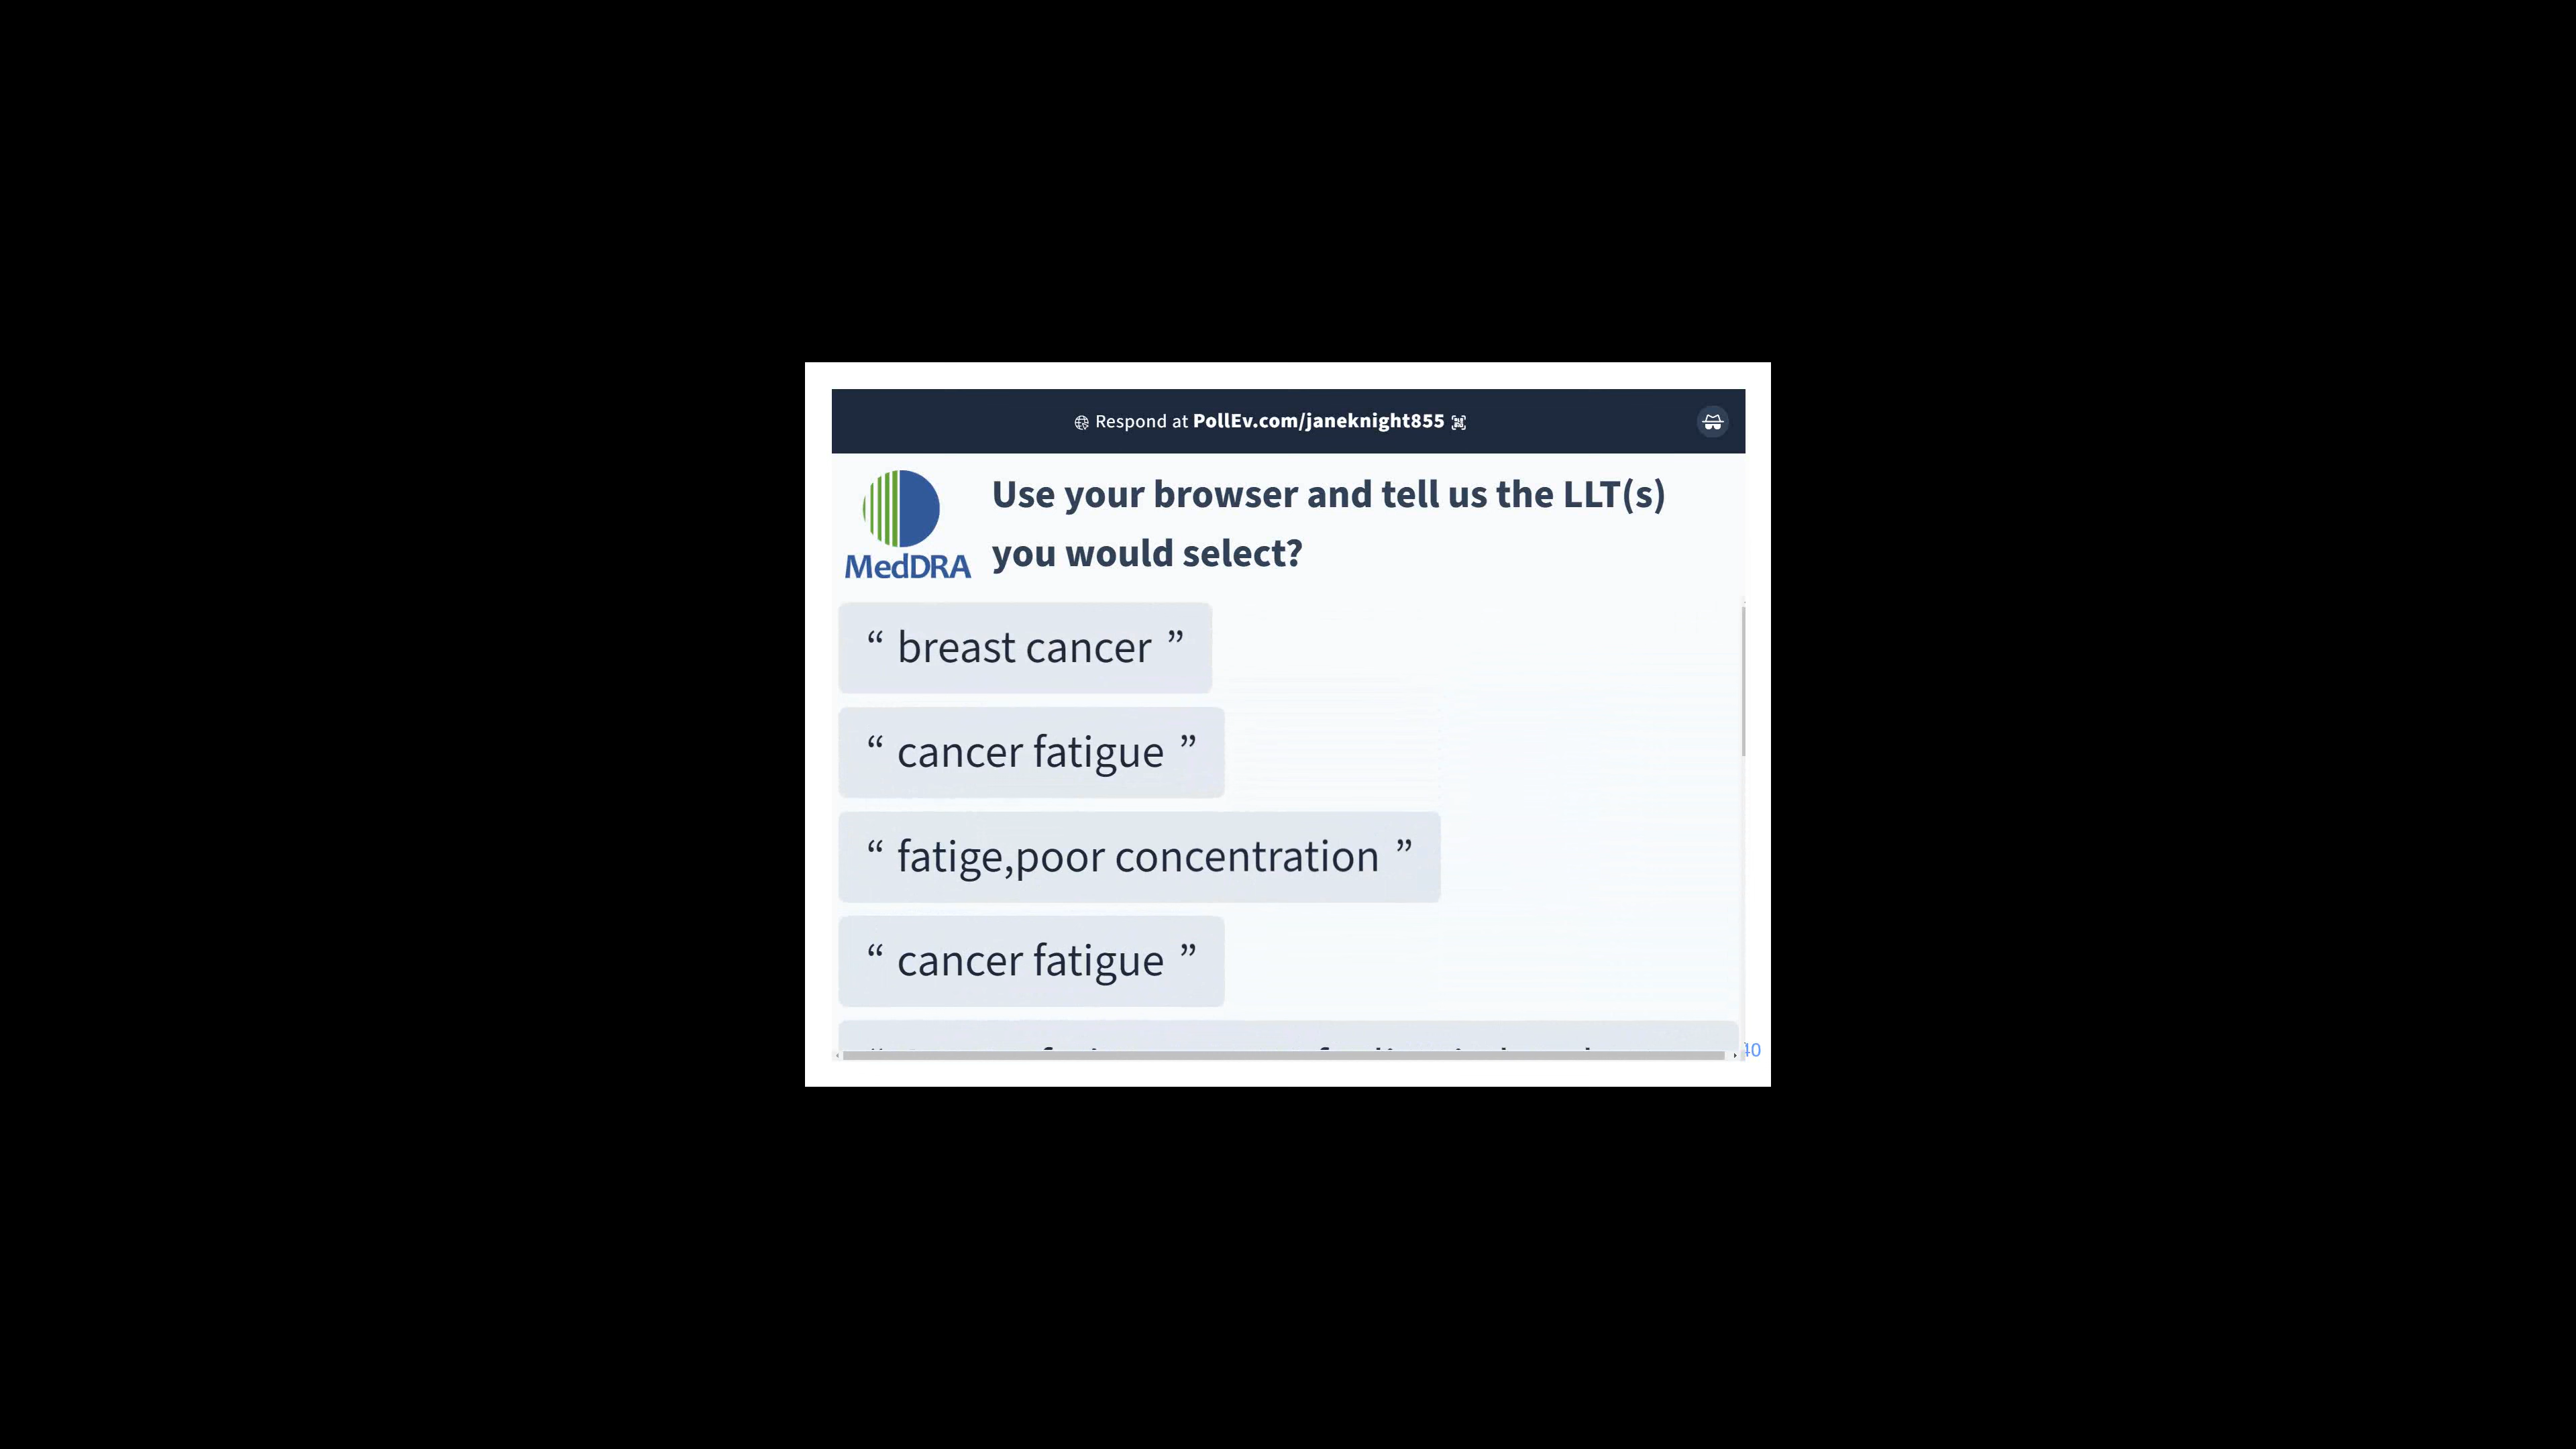 Respond at PollEv.com/janeknight855
MedDRA
Use your browser and tell us the LLT(s)
you would select?
“ breast cancer ”
“ cancer fatigue ”
“ fatige,poor concentration ”
“ cancer fatigue ”
40